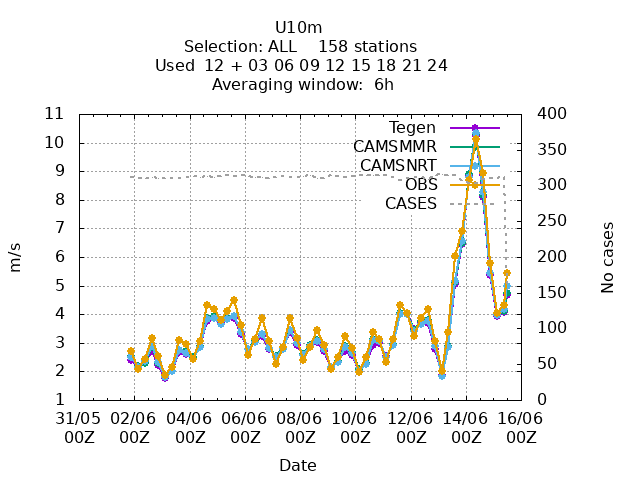 U10m
Selection: ALL    158 stations
Used  12 + 03 06 09 12 15 18 21 24
Averaging window:  6h
Tegen
CAMSMMR
CAMSNRT
OBS
CASES
11
10
9
8
7
6
5
4
3
2
1
m/s
400
350
300
250
200
150
100
50
0
No cases
31/05 02/06 04/06 06/06 08/06 10/06 12/06 14/06 16/06
00Z 00Z 00Z 00Z 00Z 00Z 00Z 00Z 00Z
Date